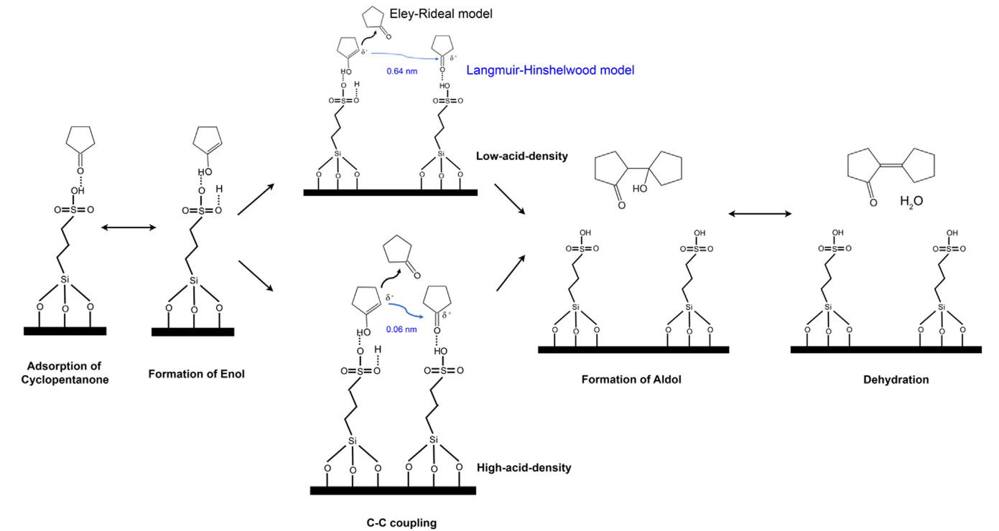 Eley-Rideal model
O
δ-
δ+
HO
O
0.64 nm
Langmuir-Hinshelwood model
O
H
HO
O=S=O
O=S=O
Si
Si
O
O
O
O
O
O
Low-acid-density
O
OH
O=S=O
Si
O
O
O
Adsorption of
Cyclopentanone
HO
O
H
O=S=O
Si
O
O
O
Formation of Enol
O
δ-
δ+
HO
O
0.06 nm
O
H
HO
O=S=O
O=S=O
Si
Si
O
O
O
O
O
O
High-acid-density
C-C coupling
HO
O
OH
OH
O=S=O
O=S=O
Si
Si
O
O
O
O
O
O
Formation of Aldol
O
H₂O
OH
OH
O=S=O
O=S=O
Si
Si
O
O
O
O
O
O
Dehydration